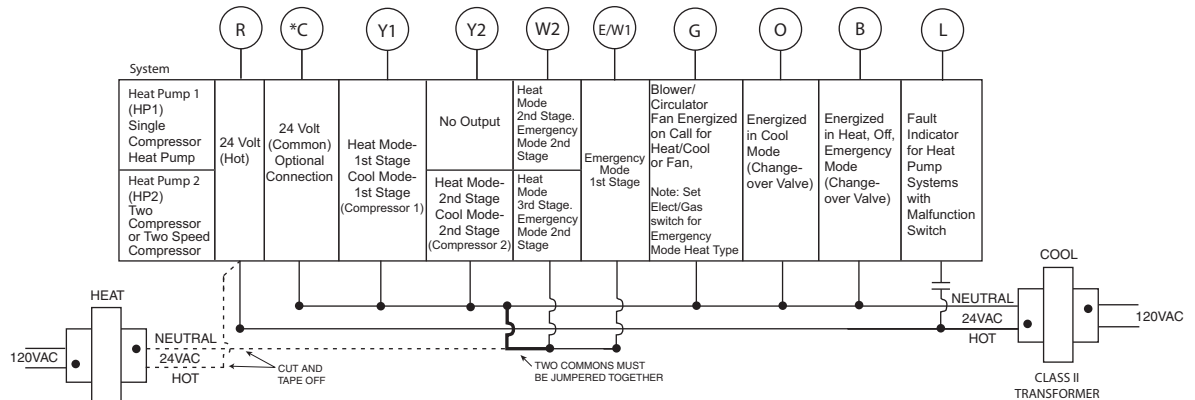 R *C Y1 Y2 W2 E/W1 G O B L
System
Heat Pump 1
(HP1)
Single
Compressor
Heat Pump
Heat Pump 2
(HP2)
Two
Compressor
or Two Speed
Compressor
24 Volt
(Hot)
24 Volt
(Common)
Optional
Connection
Heat Mode-
1st Stage
Cool Mode-
1st Stage
(Compressor 1)
No Output
Heat Mode-
2nd Stage
Cool Mode-
2nd Stage
(Compressor 2)
Heat
Mode
2nd Stage.
Emergency
Mode 2nd
Stage
Heat
Mode
3rd Stage.
Emergency
Mode 2nd
Stage
Emergency
Mode
1st Stage
Blower/
Circulator
Fan Energized
on Call for
Heat/Cool
or Fan,
Note: Set
Elect/Gas
switch for
Emergency
Mode Heat Type
Energized
in Cool
Mode
(Change-
over Valve)
Energized
in Heat, Off,
Emergency
Mode
(Change-
over Valve)
Fault
Indicator
for Heat
Pump
Systems
with
Malfunction
Switch
HEAT
120VAC
NEUTRAL
24VAC
HOT
CUT AND
TAPE OFF
TWO COMMONS MUST
BE JUMPERED TOGETHER
COOL
NEUTRAL
24VAC
HOT
120VAC
CLASS II
TRANSFORMER